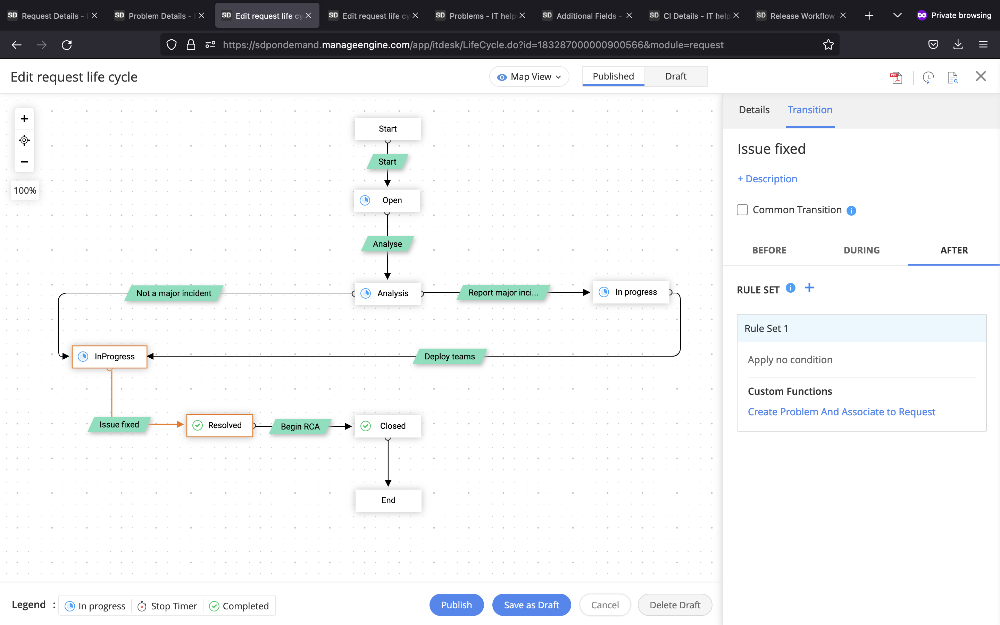 SD Request Details -
SD Problem Details -
SD Edit request life cy
SD Edit request life cy
SD Problems - IT help
SD Additional Fields -
SD CI Details - IT help
SD Release Workflow
Private browsing
https://sdpondemand.manageengine.com/app/itdesk/LifeCycle.do?id=183287000000900566&module=request
Edit request life cycle
Map View
Published
Draft
PDF
Details
Transition
+
-
100%
Start
Start
Open
Analyse
Not a major incident
Analysis
Report major inci...
In progress
InProgress
Deploy teams
Issue fixed
Resolved
Begin RCA
Closed
End
Issue fixed
+ Description
Common Transition
BEFORE
DURING
AFTER
RULE SET
Rule Set 1
Apply no condition
Custom Functions
Create Problem And Associate to Request
Legend :
In progress
Stop Timer
Completed
Publish
Save as Draft
Cancel
Delete Draft